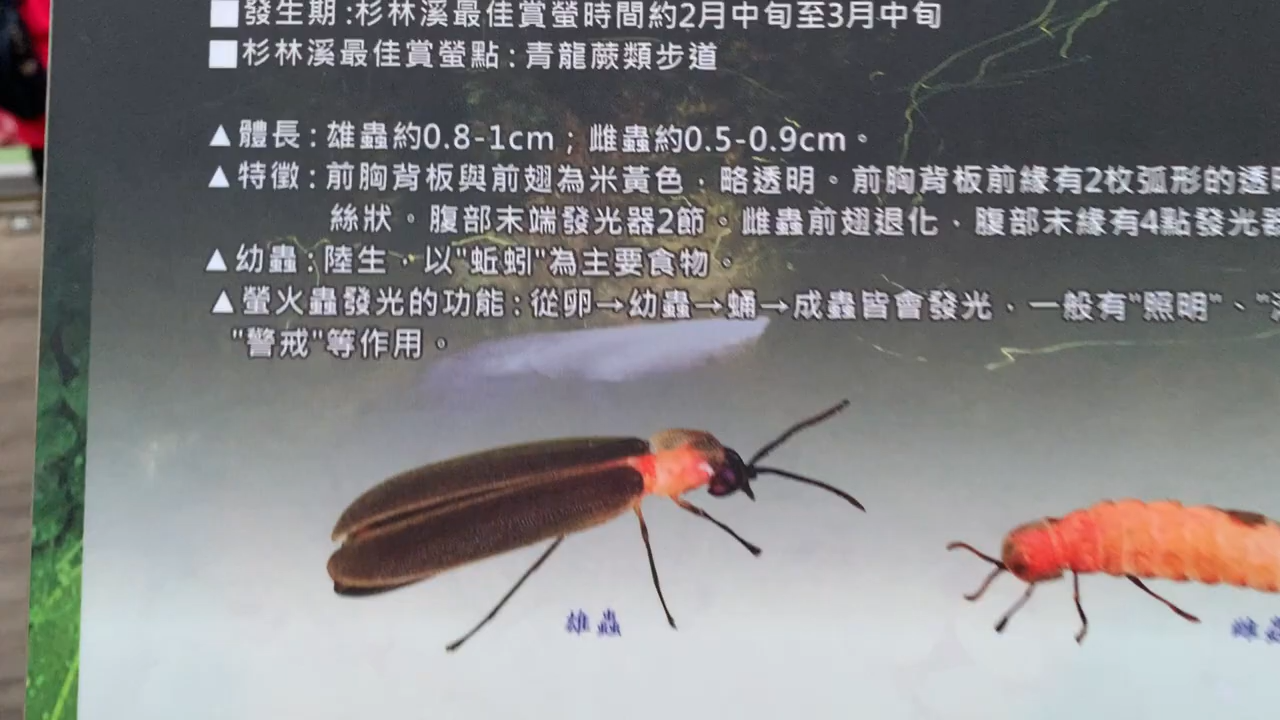 ■發生期:杉林溪最佳賞螢時間約2月中旬至3月中旬
■杉林溪最佳賞螢點:青龍蕨類步道
▲體長:雄蟲約0.8-1cm;雌蟲約0.5-0.9cm。
▲特徵:前胸背板與前翅為米黃色,略透明。前胸背板前緣有2枚弧形的透
絲狀。腹部末端發光器2節。雌蟲前翅退化,腹部末緣有4點發光器
▲幼蟲:陸生,以"蚯蚓"為主要食物。
▲螢火蟲發光的功能:從卵→幼蟲→蛹→成蟲皆會發光,一般有"照明"、"
"警戒"等作用。
雄蟲
雌蟲